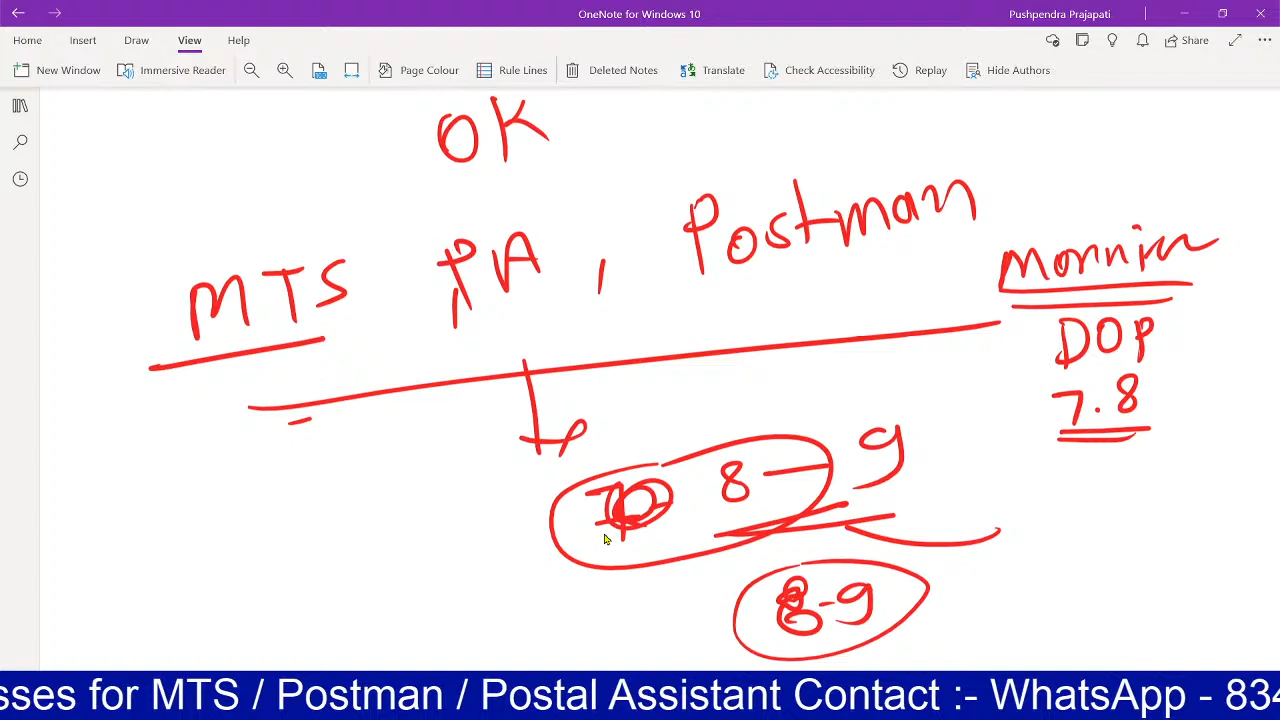 OneNote for Windows 10
Pushpendra Prajapati
Home Insert Draw View Help
Share
New Window Immersive Reader Page Colour Rule Lines Deleted Notes Translate Check Accessibility Replay Hide Authors
OK
MTS PA , Postman
DOP
7.8
8 — 9
8-9
sses for MTS / Postman / Postal Assistant Contact :- WhatsApp - 834